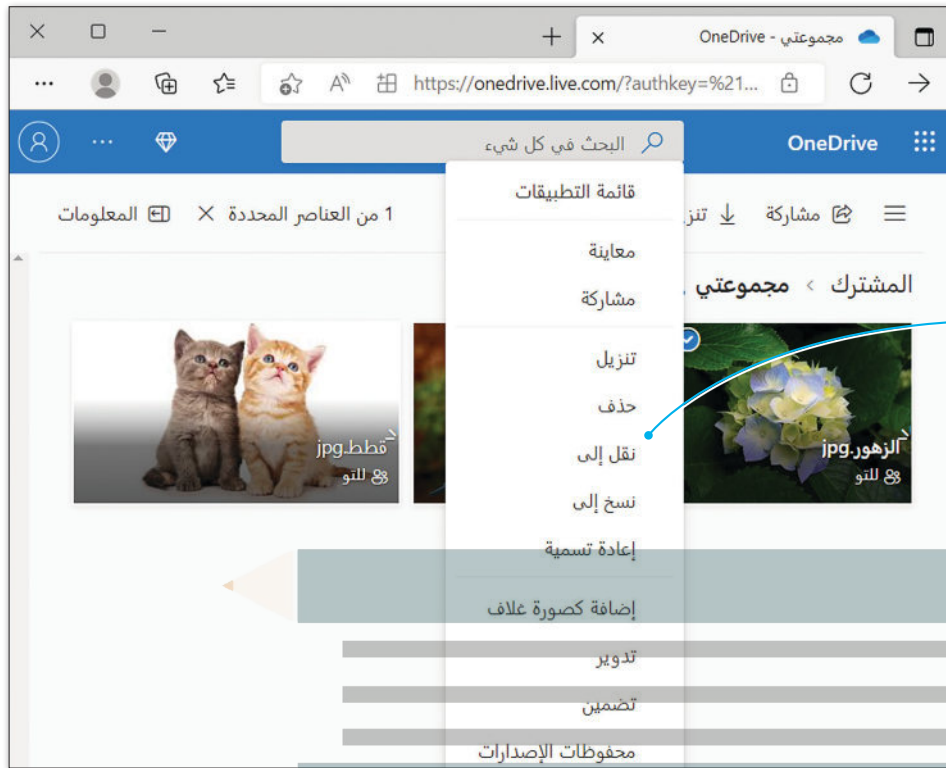 مجموعتي - OneDrive
https://onedrive.live.com/?authkey=%21...
OneDrive
البحث في كل شيء
مشاركة
تنز
1 من العناصر المحددة
المعلومات
المشترك > مجموعتي
قائمة التطبيقات
معاينة
مشاركة
تنزيل
حذف
نقل إلى
نسخ إلى
إعادة تسمية
إضافة كصورة غلاف
تدوير
تضمين
محفوظات الإصدارات
الزهور.jpg
للتو
قطط.jpg
للتو